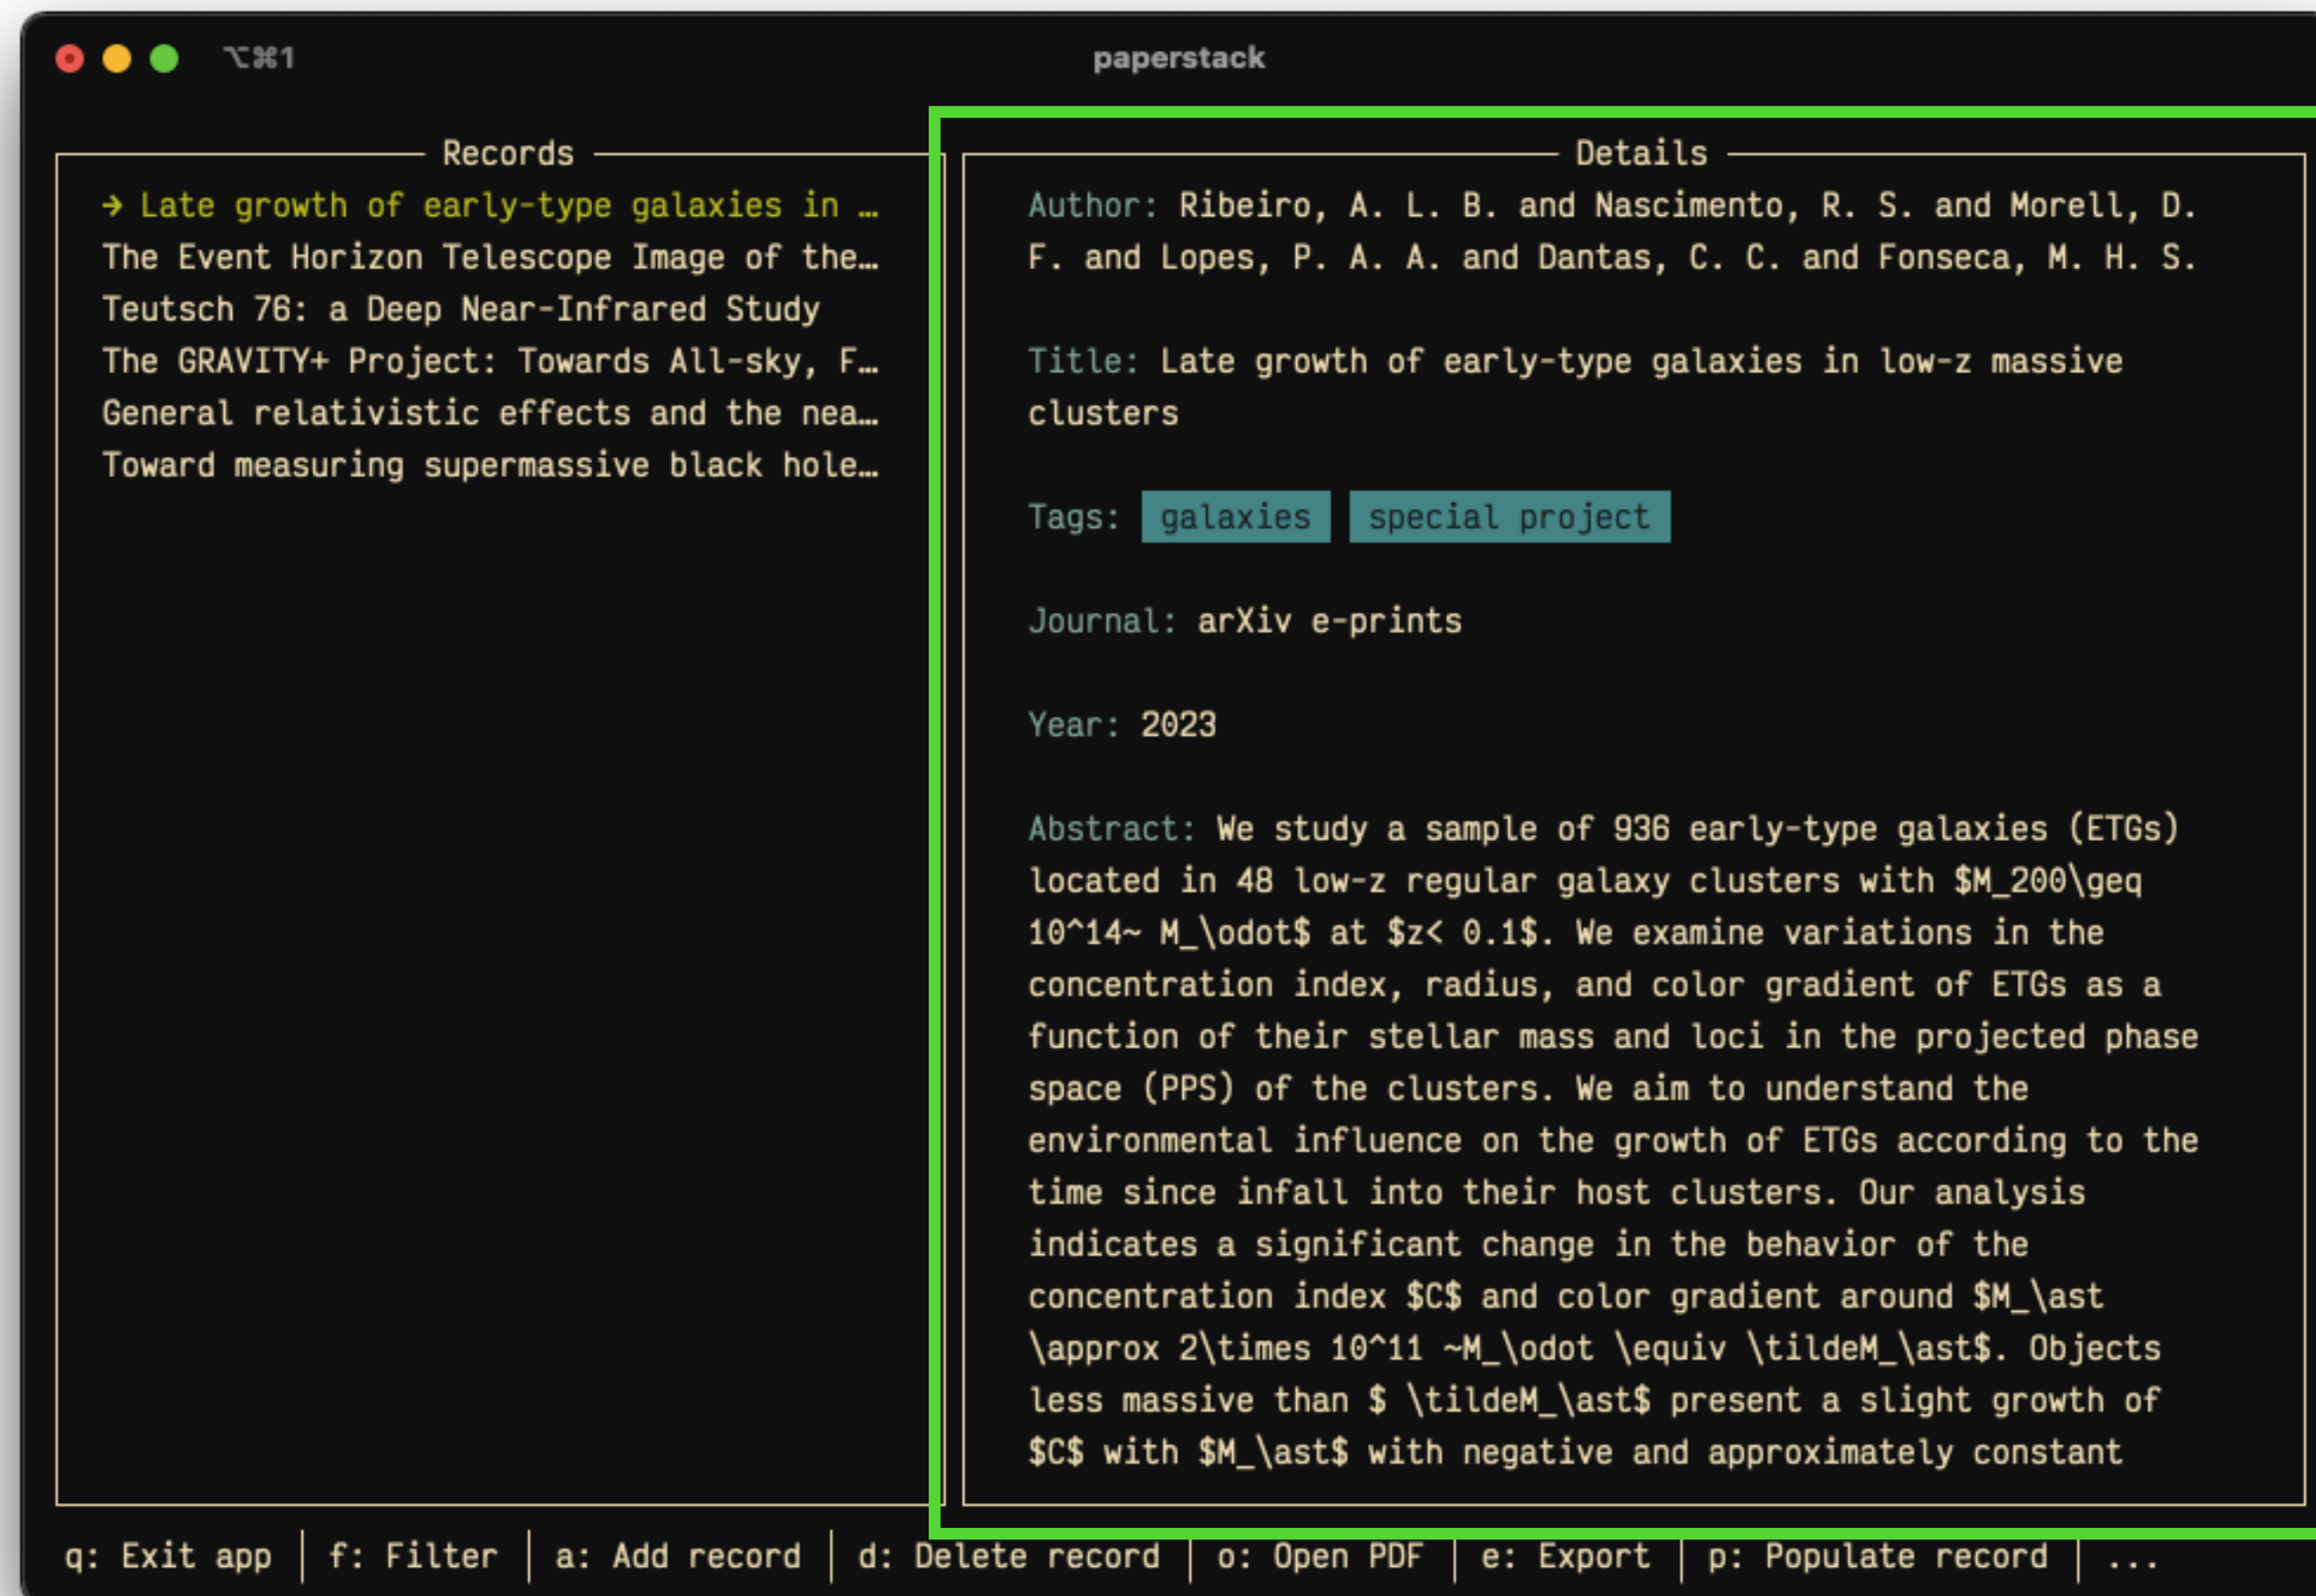 ⌥⌘1
paperstack
Records
→ Late growth of early-type galaxies in …
The Event Horizon Telescope Image of the…
Teutsch 76: a Deep Near-Infrared Study
The GRAVITY+ Project: Towards All-sky, F…
General relativistic effects and the nea…
Toward measuring supermassive black hole…
Details
Author: Ribeiro, A. L. B. and Nascimento, R. S. and Morell, D.
F. and Lopes, P. A. A. and Dantas, C. C. and Fonseca, M. H. S.
Title: Late growth of early-type galaxies in low-z massive
clusters
Tags: galaxies special project
Journal: arXiv e-prints
Year: 2023
Abstract: We study a sample of 936 early-type galaxies (ETGs)
located in 48 low-z regular galaxy clusters with $M_200\geq
10^14~ M_\odot$ at $z< 0.1$. We examine variations in the
concentration index, radius, and color gradient of ETGs as a
function of their stellar mass and loci in the projected phase
space (PPS) of the clusters. We aim to understand the
environmental influence on the growth of ETGs according to the
time since infall into their host clusters. Our analysis
indicates a significant change in the behavior of the
concentration index $C$ and color gradient around $M_\ast
\approx 2\times 10^11 ~M_\odot \equiv \tildeM_\ast$. Objects
less massive than $ \tildeM_\ast$ present a slight growth of
$C$ with $M_\ast$ with negative and approximately constant
q: Exit app │ f: Filter │ a: Add record │ d: Delete record │ o: Open PDF │ e: Export │ p: Populate record │ ...